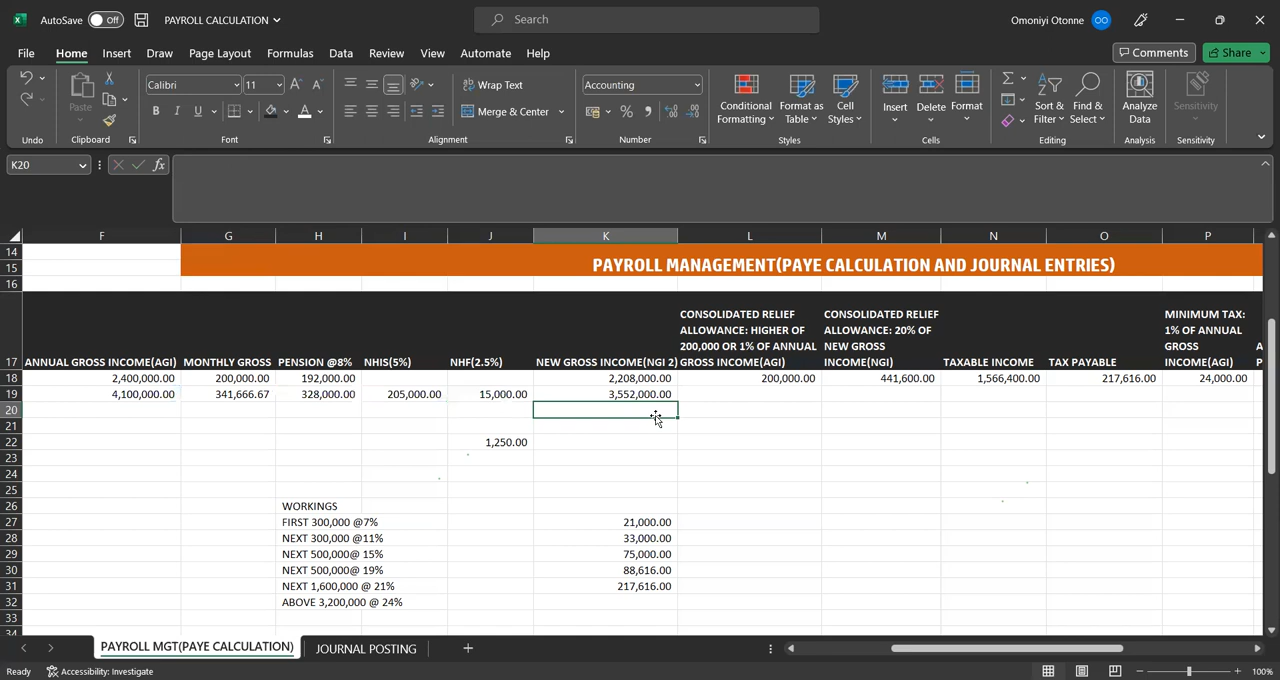 AutoSave Off PAYROLL CALCULATION Search Omoniyi Otonne OO
File Home Insert Draw Page Layout Formulas Data Review View Automate Help Comments Share
Paste Calibri 11 B I U Wrap Text Merge & Center Accounting % Conditional Formatting Format as Table Cell Styles Insert Delete Format Sort & Filter Find & Select Analyze Data Sensitivity
Undo Clipboard Font Alignment Number Styles Cells Editing Analysis Sensitivity
K20 fx
F G H I J K L M N O P
14
15 PAYROLL MANAGEMENT(PAYE CALCULATION AND JOURNAL ENTRIES)
16
CONSOLIDATED RELIEF CONSOLIDATED RELIEF MINIMUM TAX:
ALLOWANCE: HIGHER OF ALLOWANCE: 20% OF 1% OF ANNUAL
200,000 OR 1% OF ANNUAL NEW GROSS GROSS A
17 ANNUAL GROSS INCOME(AGI) MONTHLY GROSS PENSION @8% NHIS(5%) NHF(2.5%) NEW GROSS INCOME(NGI 2) GROSS INCOME(AGI) INCOME(NGI) TAXABLE INCOME TAX PAYABLE INCOME(AGI) P
18 2,400,000.00 200,000.00 192,000.00 2,208,000.00 200,000.00 441,600.00 1,566,400.00 217,616.00 24,000.00
19 4,100,000.00 341,666.67 328,000.00 205,000.00 15,000.00 3,552,000.00
20
21
22 1,250.00
23
24
25
26 WORKINGS
27 FIRST 300,000 @7% 21,000.00
28 NEXT 300,000 @11% 33,000.00
29 NEXT 500,000@ 15% 75,000.00
30 NEXT 500,000@ 19% 88,616.00
31 NEXT 1,600,000 @ 21% 217,616.00
32 ABOVE 3,200,000 @ 24%
33
34
PAYROLL MGT(PAYE CALCULATION) JOURNAL POSTING
Ready Accessibility: Investigate 100%